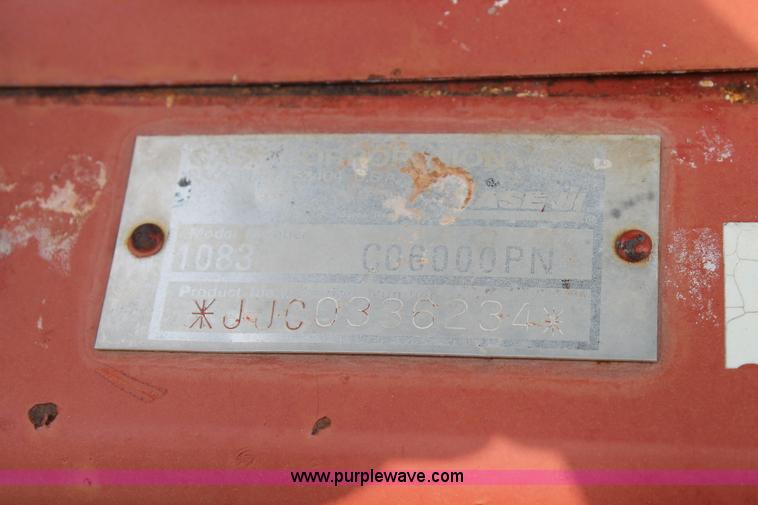 CASE CORPORATION
CASE IH
®
Model
1083 C06000PN
Product
*JJC0336234*
www.purplewave.com